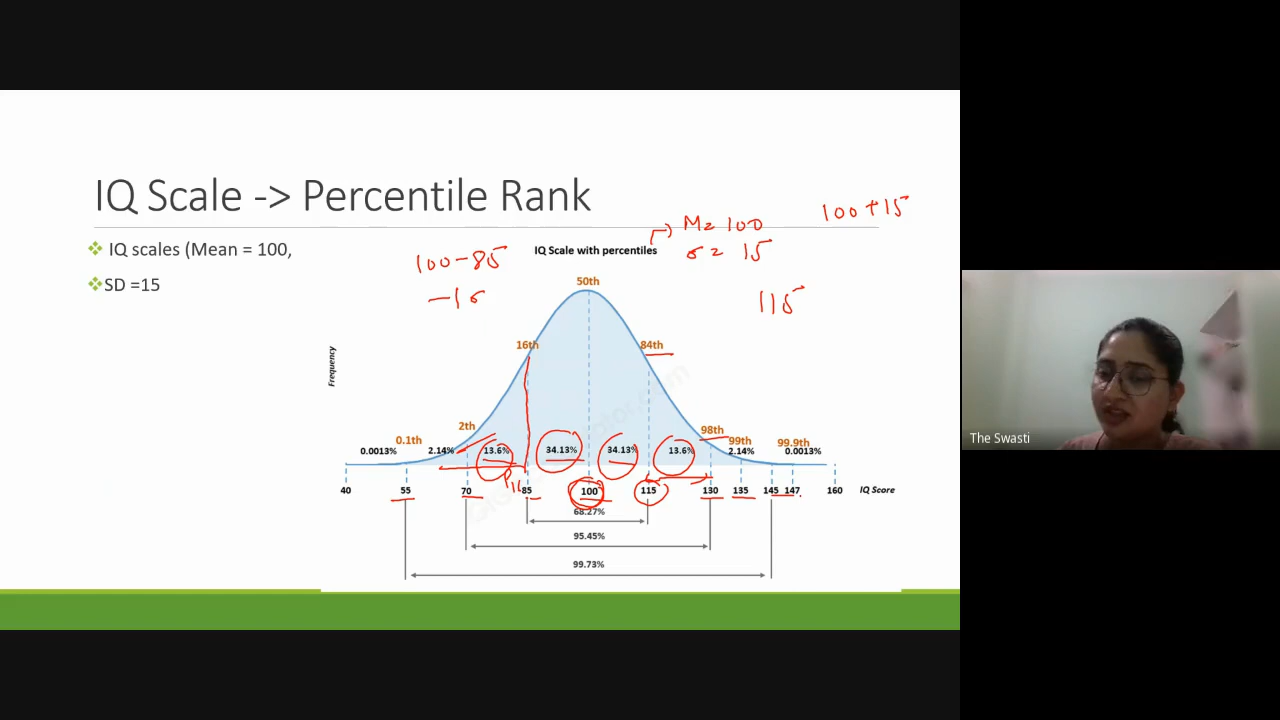 IQ Scale -> Percentile Rank
100+15
M= 100
❖ IQ scales (Mean = 100,
100-85
IQ Scale with percentiles
σ= 15
❖SD =15
50th
-1σ
115
16th
84th
Frequency
2th
98th
0.1th
99th
99.9th
0.0013%
2.14%
13.6%
34.13%
34.13%
13.6%
2.14%
0.0013%
P16
40 55 70 85 100 115 130 135 145 147 160 IQ Score
68.27%
95.45%
99.73%
The Swasti